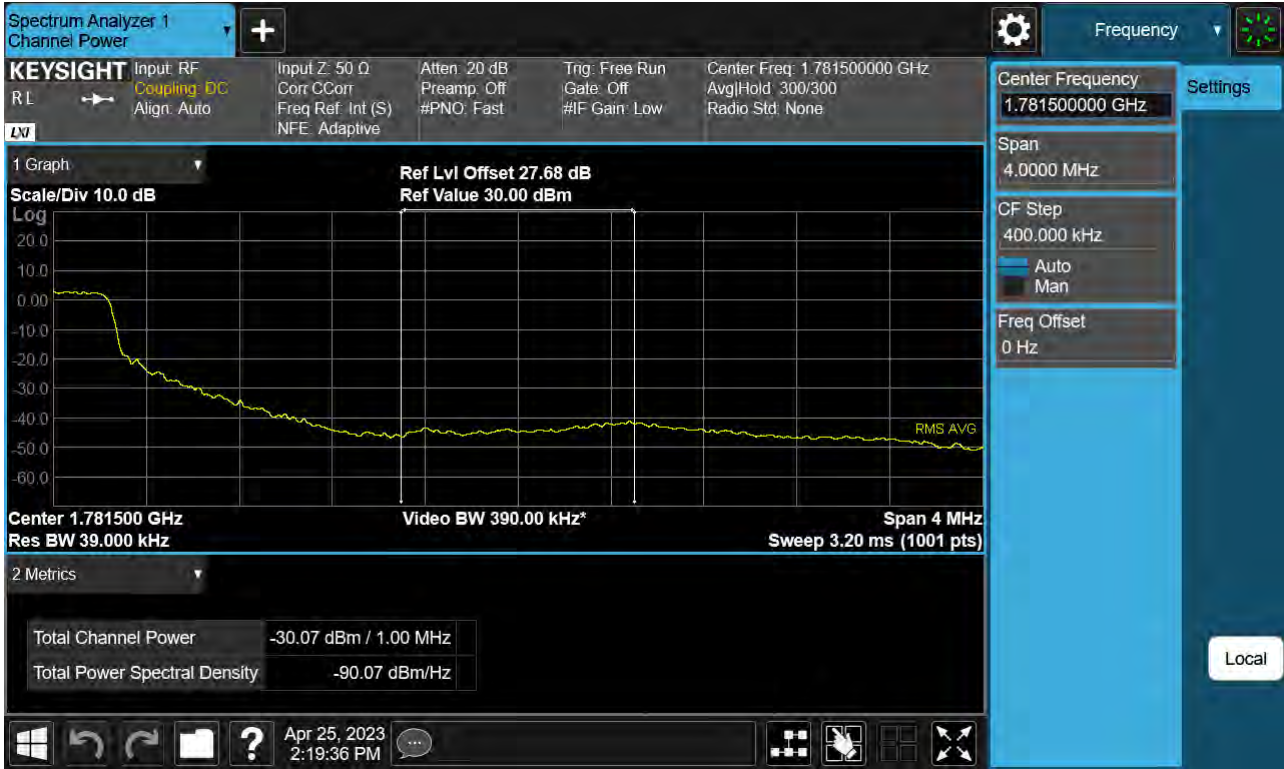 Spectrum Analyzer 1
Channel Power
Frequency
KEYSIGHT
R L
LXI
Input: RF
Coupling: DC
Align: Auto
Input Z: 50 Ω
Corr CCorr
Freq Ref: Int (S)
NFE: Adaptive
Atten: 20 dB
Preamp: Off
#PNO: Fast
Trig: Free Run
Gate: Off
#IF Gain: Low
Center Freq: 1.781500000 GHz
Avg|Hold: 300/300
Radio Std: None
Center Frequency
1.781500000 GHz
Settings
Span
4.0000 MHz
CF Step
400.000 kHz
Auto
Man
Freq Offset
0 Hz
Local
1 Graph
Ref Lvl Offset 27.68 dB
Scale/Div 10.0 dB
Ref Value 30.00 dBm
Log
20.0
10.0
0.00
-10.0
-20.0
-30.0
-40.0
-50.0
-60.0
RMS AVG
Center 1.781500 GHz
Video BW 390.00 kHz*
Span 4 MHz
Res BW 39.000 kHz
Sweep 3.20 ms (1001 pts)
2 Metrics
Total Channel Power
-30.07 dBm / 1.00 MHz
Total Power Spectral Density
-90.07 dBm/Hz
?
Apr 25, 2023
2:19:36 PM